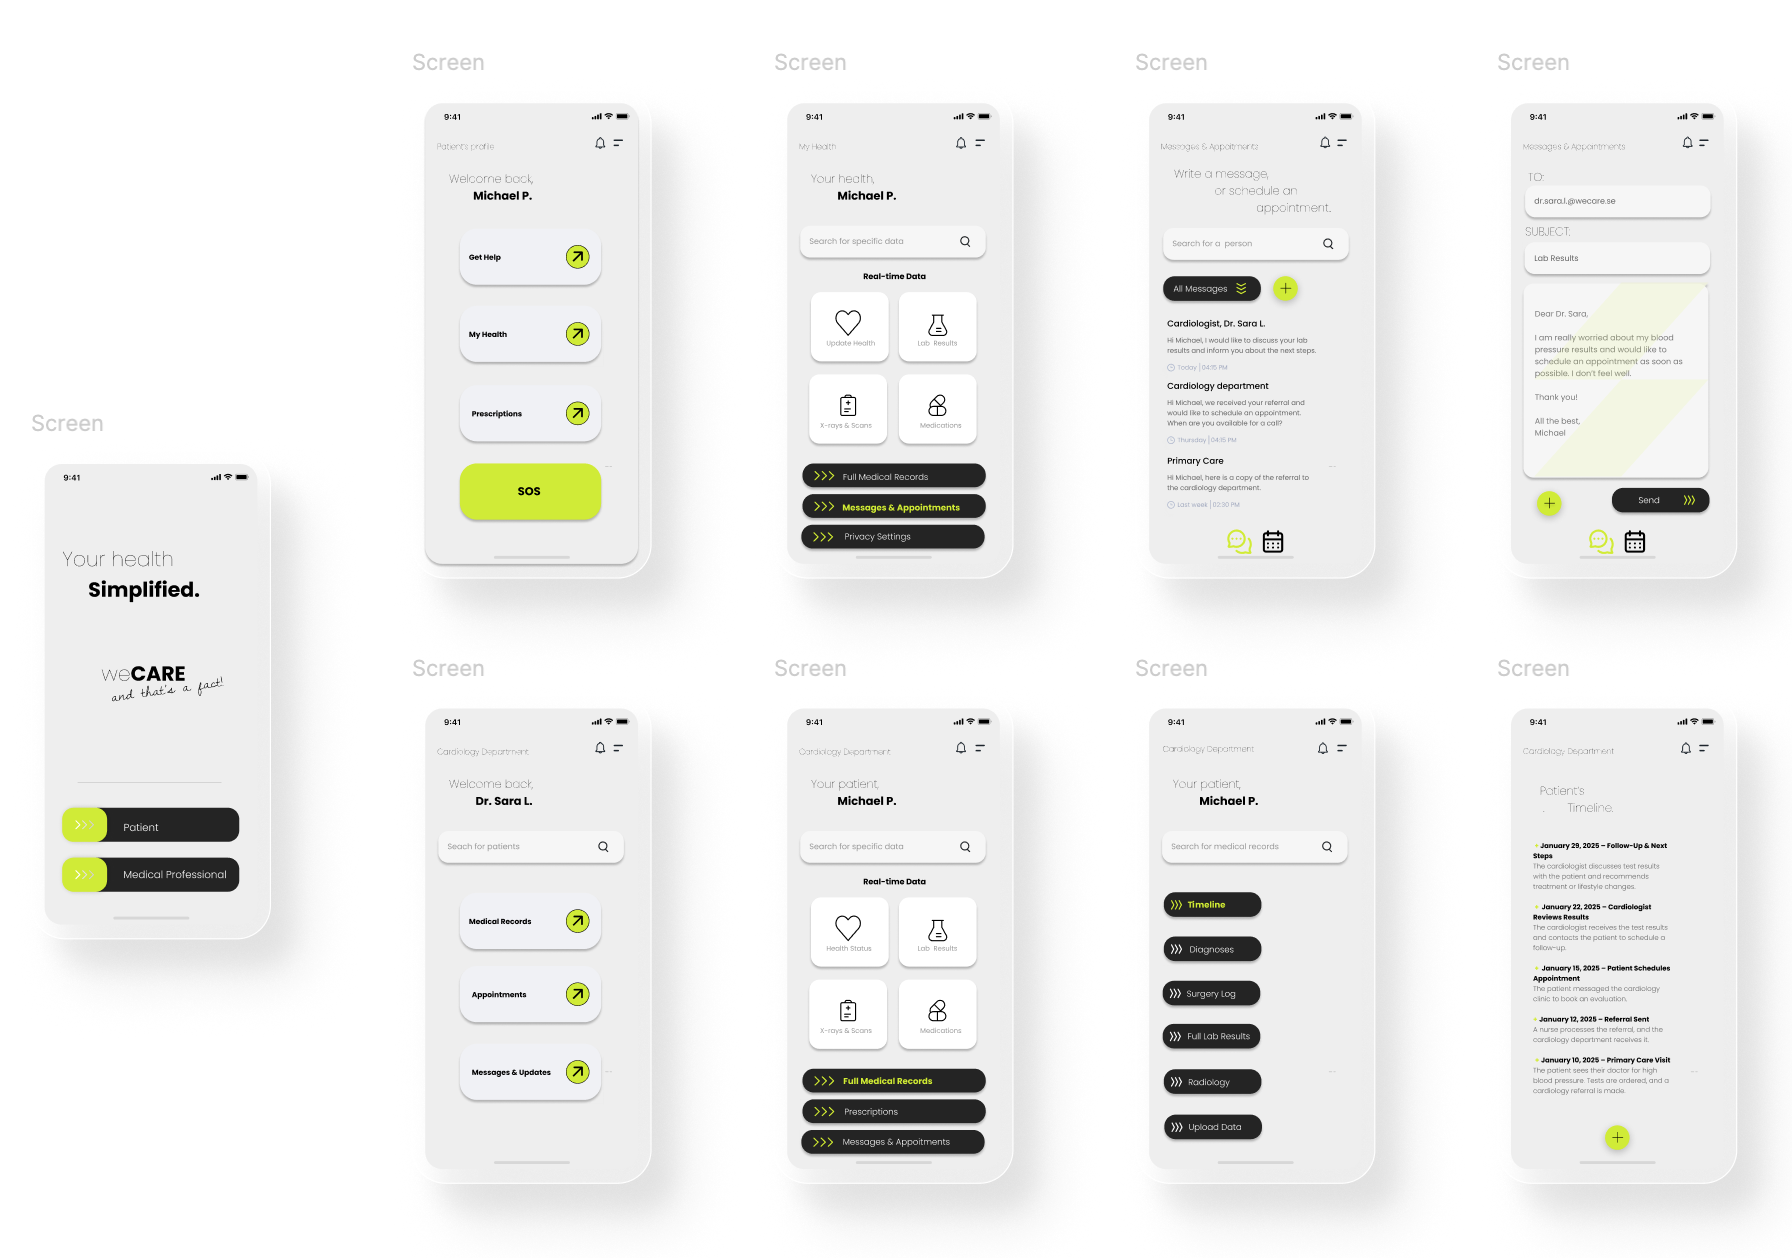 Screen
9:41
Your health
Simplified.
weCARE
and that's a fact!
Patient
Medical Professional
Screen
9:41
Patient's profile
Welcome back,
Michael P.
Get Help
My Health
Prescriptions
SOS
Screen
9:41
My Health
Your health,
Michael P.
Search for specific data
Real-time Data
Update Health
Lab Results
X-rays & Scans
Medications
Full Medical Records
Messages & Appointments
Privacy Settings
Screen
9:41
Messages & Appoitments
Write a message,
or schedule an
appointment.
Search for a person
All Messages
Cardiologist, Dr. Sara L.
Hi Michael, I would like to discuss your lab
results and inform you about the next steps.
Today | 04:15 PM
Cardiology department
Hi Michael, we received your referral and
would like to schedule an appointment.
When are you available for a call?
Thursday | 04:15 PM
Primary Care
Hi Michael, here is a copy of the referral to
the cardiology department.
Last week | 02:30 PM
Screen
9:41
Messages & Appointments
TO:
dr.sara.l.@wecare.se
SUBJECT:
Lab Results
Dear Dr. Sara,
I am really worried about my blood
pressure results and would like to
schedule an appointment as soon as
possible. I don't feel well.
Thank you!
All the best,
Michael
Send
Screen
9:41
Cardiology Department
Welcome back,
Dr. Sara L.
Seach for patients
Medical Records
Appointments
Messages & Updates
Screen
9:41
Cardiology Department
Your patient,
Michael P.
Search for specific data
Real-time Data
Health Status
Lab Results
X-rays & Scans
Medications
Full Medical Records
Prescriptions
Messages & Appoitments
Screen
9:41
Cardiology Department
Your patient,
Michael P.
Search for medical records
Timeline
Diagnoses
Surgery Log
Full Lab Results
Radiology
Upload Data
Screen
9:41
Cardiology Department
Patient's
. Timeline.
January 29, 2025 – Follow-Up & Next
Steps
The cardiologist discusses test results
with the patient and recommends
treatment or lifestyle changes.
January 22, 2025 – Cardiologist
Reviews Results
The cardiologist receives the test results
and contacts the patient to schedule a
follow-up.
January 15, 2025 – Patient Schedules
Appointment
The patient messaged the cardiology
clinic to book an evaluation.
January 12, 2025 – Referral Sent
A nurse processes the referral, and the
cardiology department receives it.
January 10, 2025 – Primary Care Visit
The patient sees their doctor for high
blood pressure. Tests are ordered, and a
cardiology referral is made.